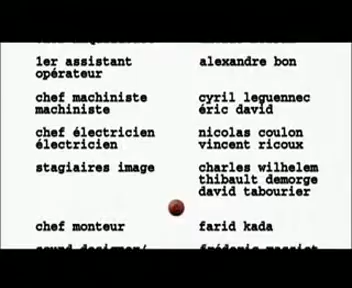 1er assistant alexandre bon
opérateur
chef machiniste cyril leguennec
machiniste éric david
chef électricien nicolas coulon
électricien vincent ricoux
stagiaires image charles wilhelem
thibault demorge
david tabourier
chef monteur farid kada